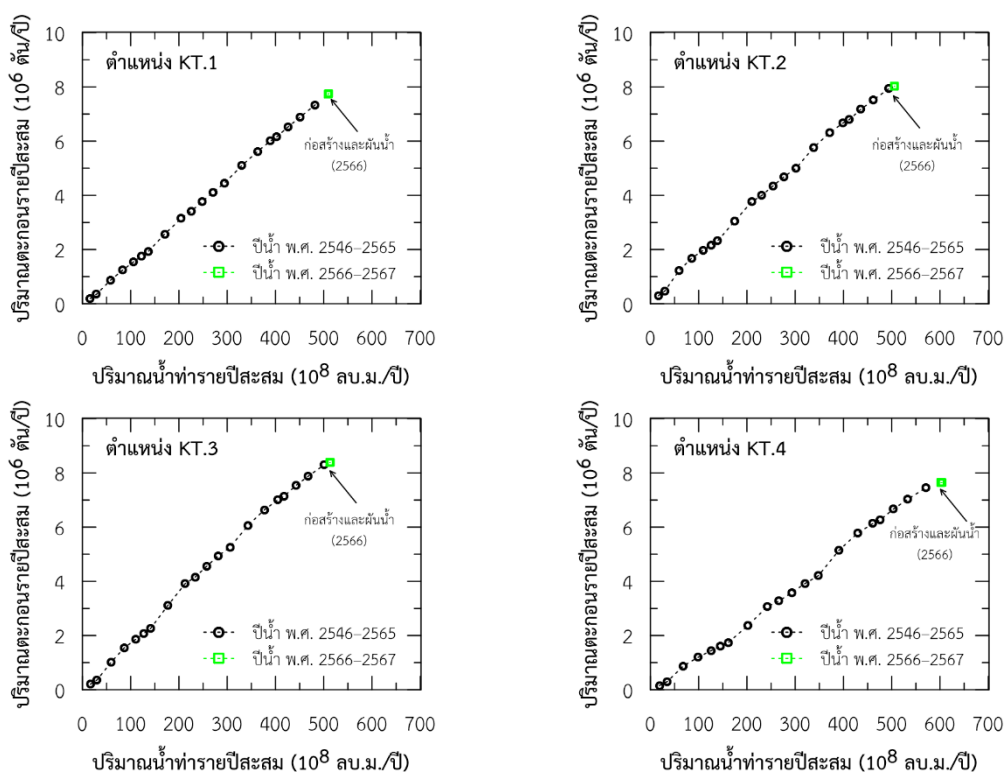 ตำแหน่ง KT.1
ปริมาณตะกอนรายปีสะสม (10⁶ ตัน/ปี)
10
8
6
4
2
0
ก่อสร้างและผันน้ำ
(2566)
ปีน้ำ พ.ศ. 2546–2565
ปีน้ำ พ.ศ. 2566–2567
0 100 200 300 400 500 600 700
ปริมาณน้ำท่ารายปีสะสม (10⁸ ลบ.ม./ปี)
ตำแหน่ง KT.2
ปริมาณตะกอนรายปีสะสม (10⁶ ตัน/ปี)
10
8
6
4
2
0
ก่อสร้างและผันน้ำ
(2566)
ปีน้ำ พ.ศ. 2546–2565
ปีน้ำ พ.ศ. 2566–2567
0 100 200 300 400 500 600 700
ปริมาณน้ำท่ารายปีสะสม (10⁸ ลบ.ม./ปี)
ตำแหน่ง KT.3
ปริมาณตะกอนรายปีสะสม (10⁶ ตัน/ปี)
10
8
6
4
2
0
ก่อสร้างและผันน้ำ
(2566)
ปีน้ำ พ.ศ. 2546–2565
ปีน้ำ พ.ศ. 2566–2567
0 100 200 300 400 500 600 700
ปริมาณน้ำท่ารายปีสะสม (10⁸ ลบ.ม./ปี)
ตำแหน่ง KT.4
ปริมาณตะกอนรายปีสะสม (10⁶ ตัน/ปี)
10
8
6
4
2
0
ก่อสร้างและผันน้ำ
(2566)
ปีน้ำ พ.ศ. 2546–2565
ปีน้ำ พ.ศ. 2566–2567
0 100 200 300 400 500 600 700
ปริมาณน้ำท่ารายปีสะสม (10⁸ ลบ.ม./ปี)